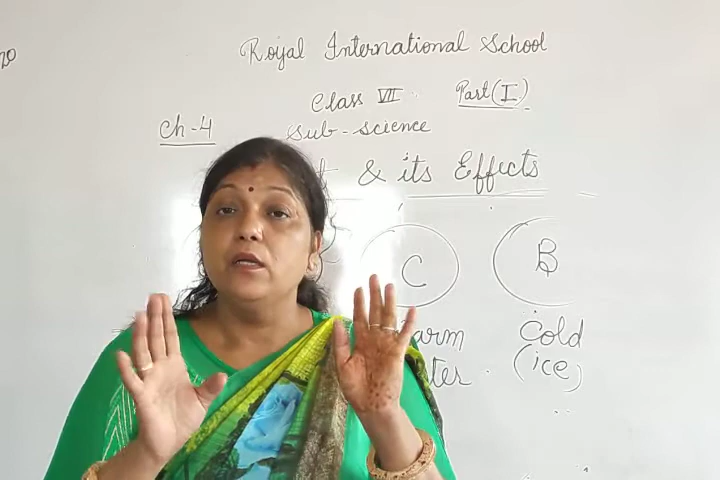 Royal International School
Class VII Part (I)
Ch-4
Sub-science
& its Effects
C B
Cold
(ice)